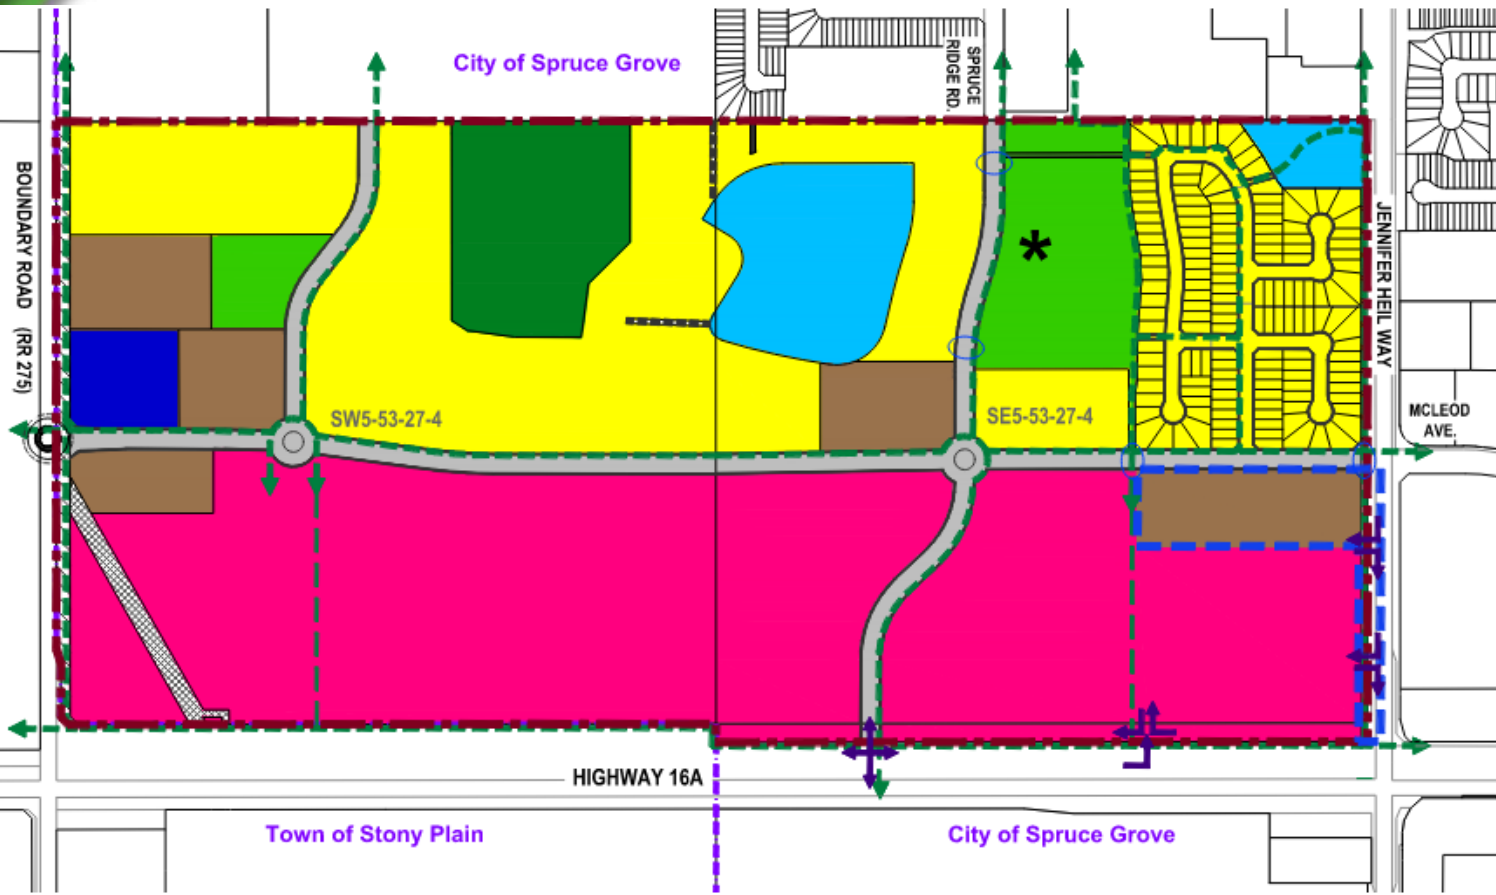 City of Spruce Grove
SPRUCE
RIDGE RD.
BOUNDARY ROAD (RR 275)
JENNIFER HEIL WAY
*
SW5-53-27-4
SE5-53-27-4
MCLEOD
AVE.
HIGHWAY 16A
Town of Stony Plain
City of Spruce Grove